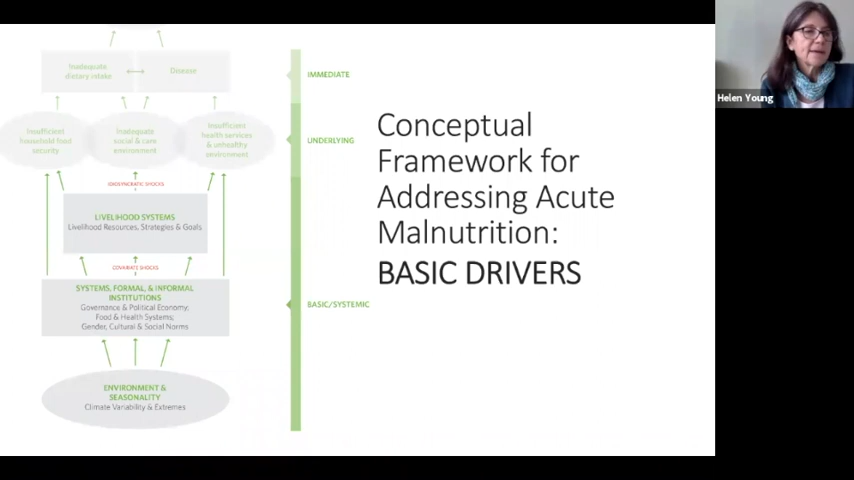 Inadequate
dietary intake
Disease
Insufficient
household food
security
Inadequate
social & care
environment
Insufficient
health services
& unhealthy
environment
IDIOSYNCRATIC SHOCKS
LIVELIHOOD SYSTEMS
Livelihood Resources, Strategies & Goals
COVARIATE SHOCKS
SYSTEMS, FORMAL, & INFORMAL
INSTITUTIONS
Governance & Political Economy;
Food & Health Systems;
Gender, Cultural & Social Norms
ENVIRONMENT &
SEASONALITY
Climate Variability & Extremes
IMMEDIATE
UNDERLYING
BASIC/SYSTEMIC
Conceptual
Framework for
Addressing Acute
Malnutrition:
BASIC DRIVERS
Helen Young